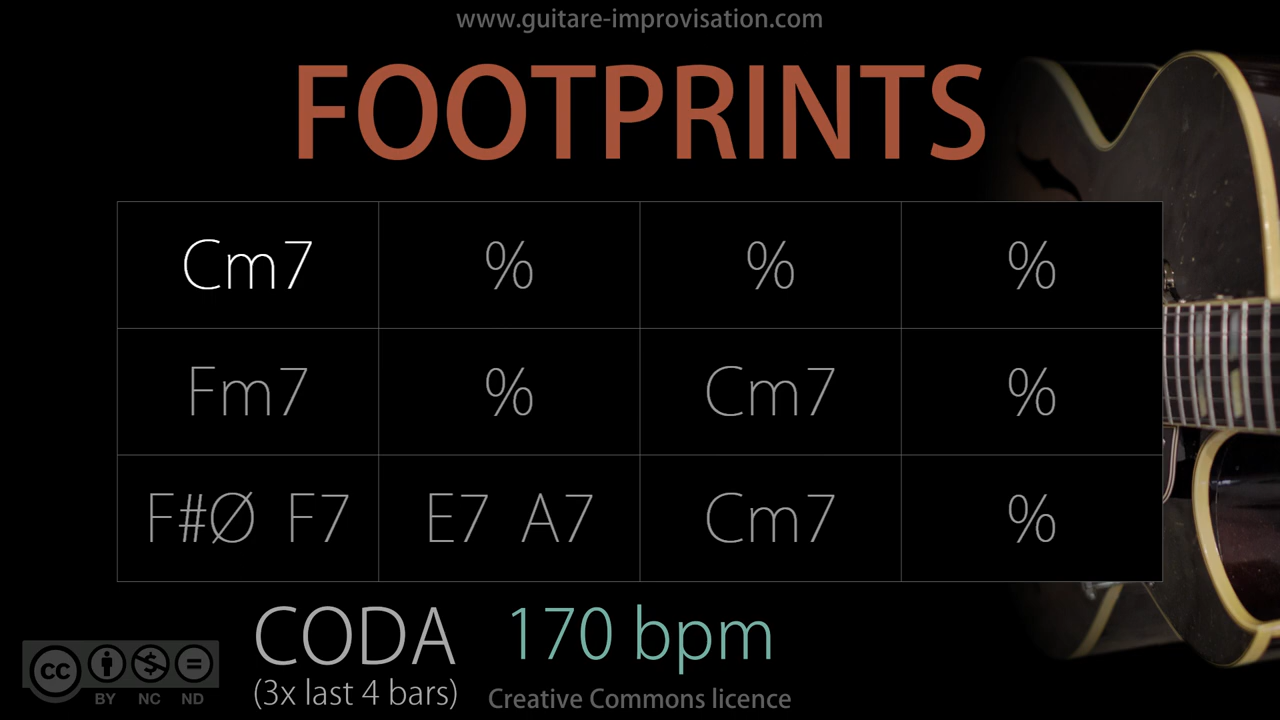 www.guitare-improvisation.com
FOOTPRINTS
Cm7 % % %
Fm7 % Cm7 %
F#Ø F7 E7 A7 Cm7 %
CODA 170 bpm
(3x last 4 bars) Creative Commons licence
cc
BY NC ND